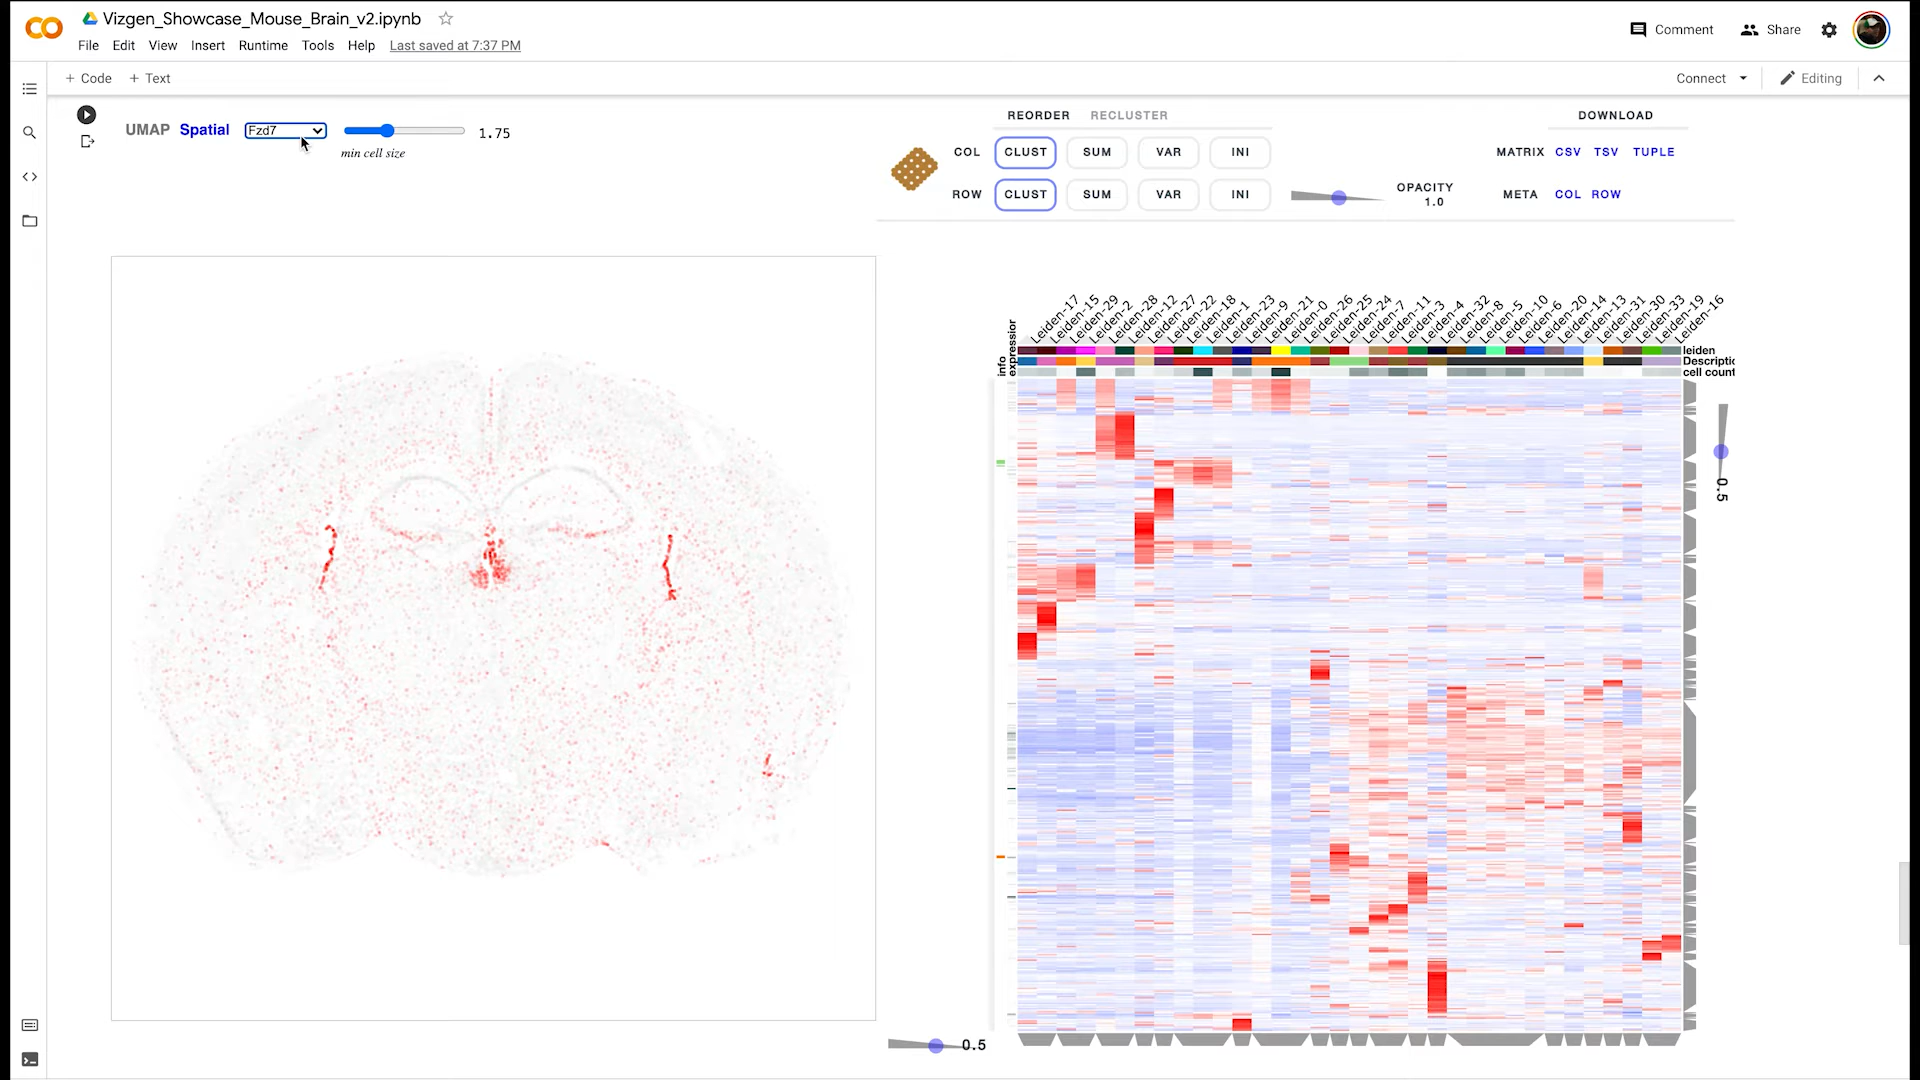 Vizgen_Showcase_Mouse_Brain_v2.ipynb
Comment
Share
File Edit View Insert Runtime Tools Help Last saved at 7:37 PM
+ Code + Text
Connect
Editing
UMAP Spatial Fzd7 1.75
min cell size
REORDER RECLUSTER
DOWNLOAD
COL CLUST SUM VAR INI
MATRIX CSV TSV TUPLE
ROW CLUST SUM VAR INI
OPACITY
1.0
META COL ROW
Leiden-17
Leiden-15
Leiden-29
Leiden-2
Leiden-28
Leiden-12
Leiden-27
Leiden-22
Leiden-18
Leiden-1
Leiden-23
Leiden-9
Leiden-21
Leiden-0
Leiden-26
Leiden-25
Leiden-24
Leiden-7
Leiden-11
Leiden-3
Leiden-4
Leiden-32
Leiden-8
Leiden-5
Leiden-10
Leiden-6
Leiden-20
Leiden-14
Leiden-13
Leiden-31
Leiden-30
Leiden-33
Leiden-19
Leiden-16
info
expression
leiden
Descriptic
cell count
0.5
0.5